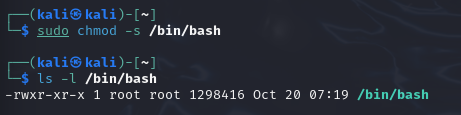 ┌──(kali㉿kali)-[~]
└─$ sudo chmod -s /bin/bash
┌──(kali㉿kali)-[~]
└─$ ls -l /bin/bash
-rwxr-xr-x 1 root root 1298416 Oct 20 07:19 /bin/bash